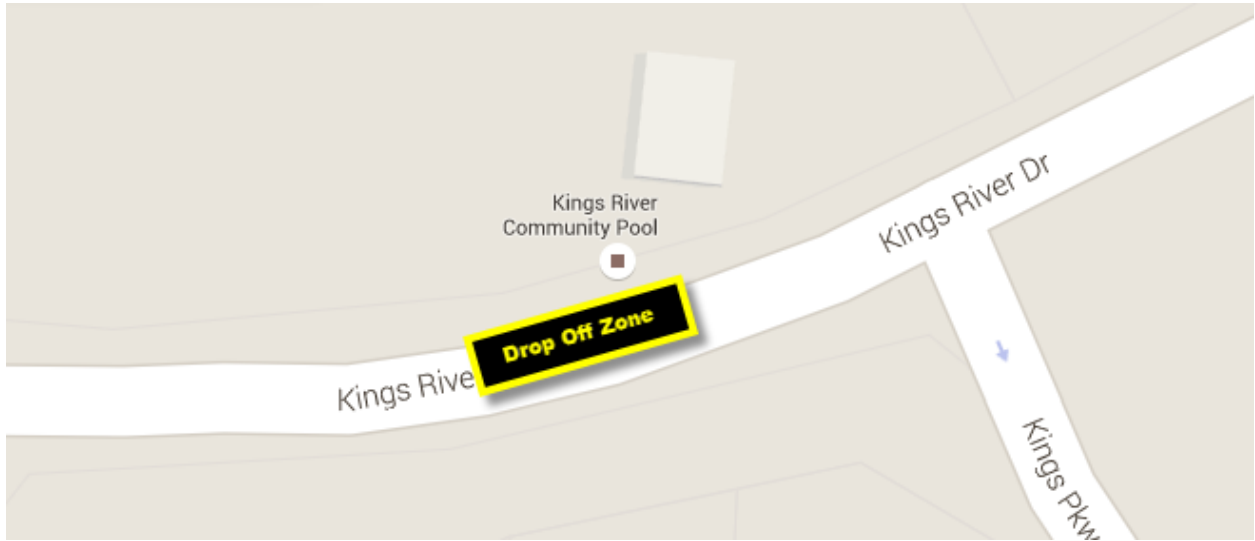 Kings River
Community Pool
Kings River Dr
Drop Off Zone
Kings Rive
Kings Pkw